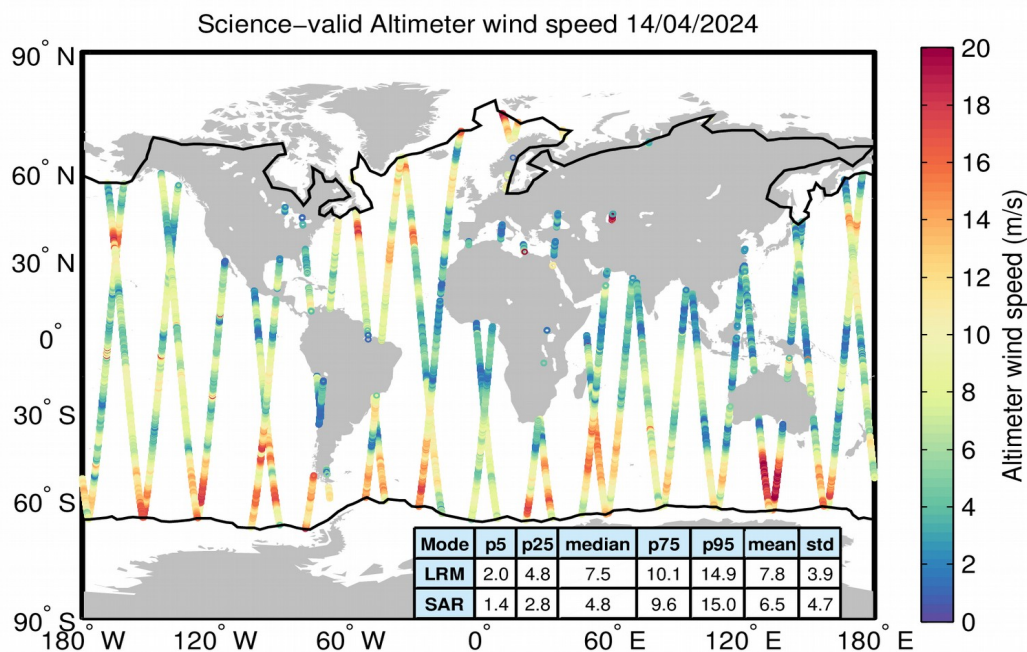 Science−valid Altimeter wind speed 14/04/2024
90° N
60° N
30° N
0°
30° S
60° S
90° S
180° W
120° W
60° W
0°
60° E
120° E
180° E
Mode p5 p25 median p75 p95 mean std
LRM 2.0 4.8 7.5 10.1 14.9 7.8 3.9
SAR 1.4 2.8 4.8 9.6 15.0 6.5 4.7
20
18
16
14
12
10
8
6
4
2
0
Altimeter wind speed (m/s)